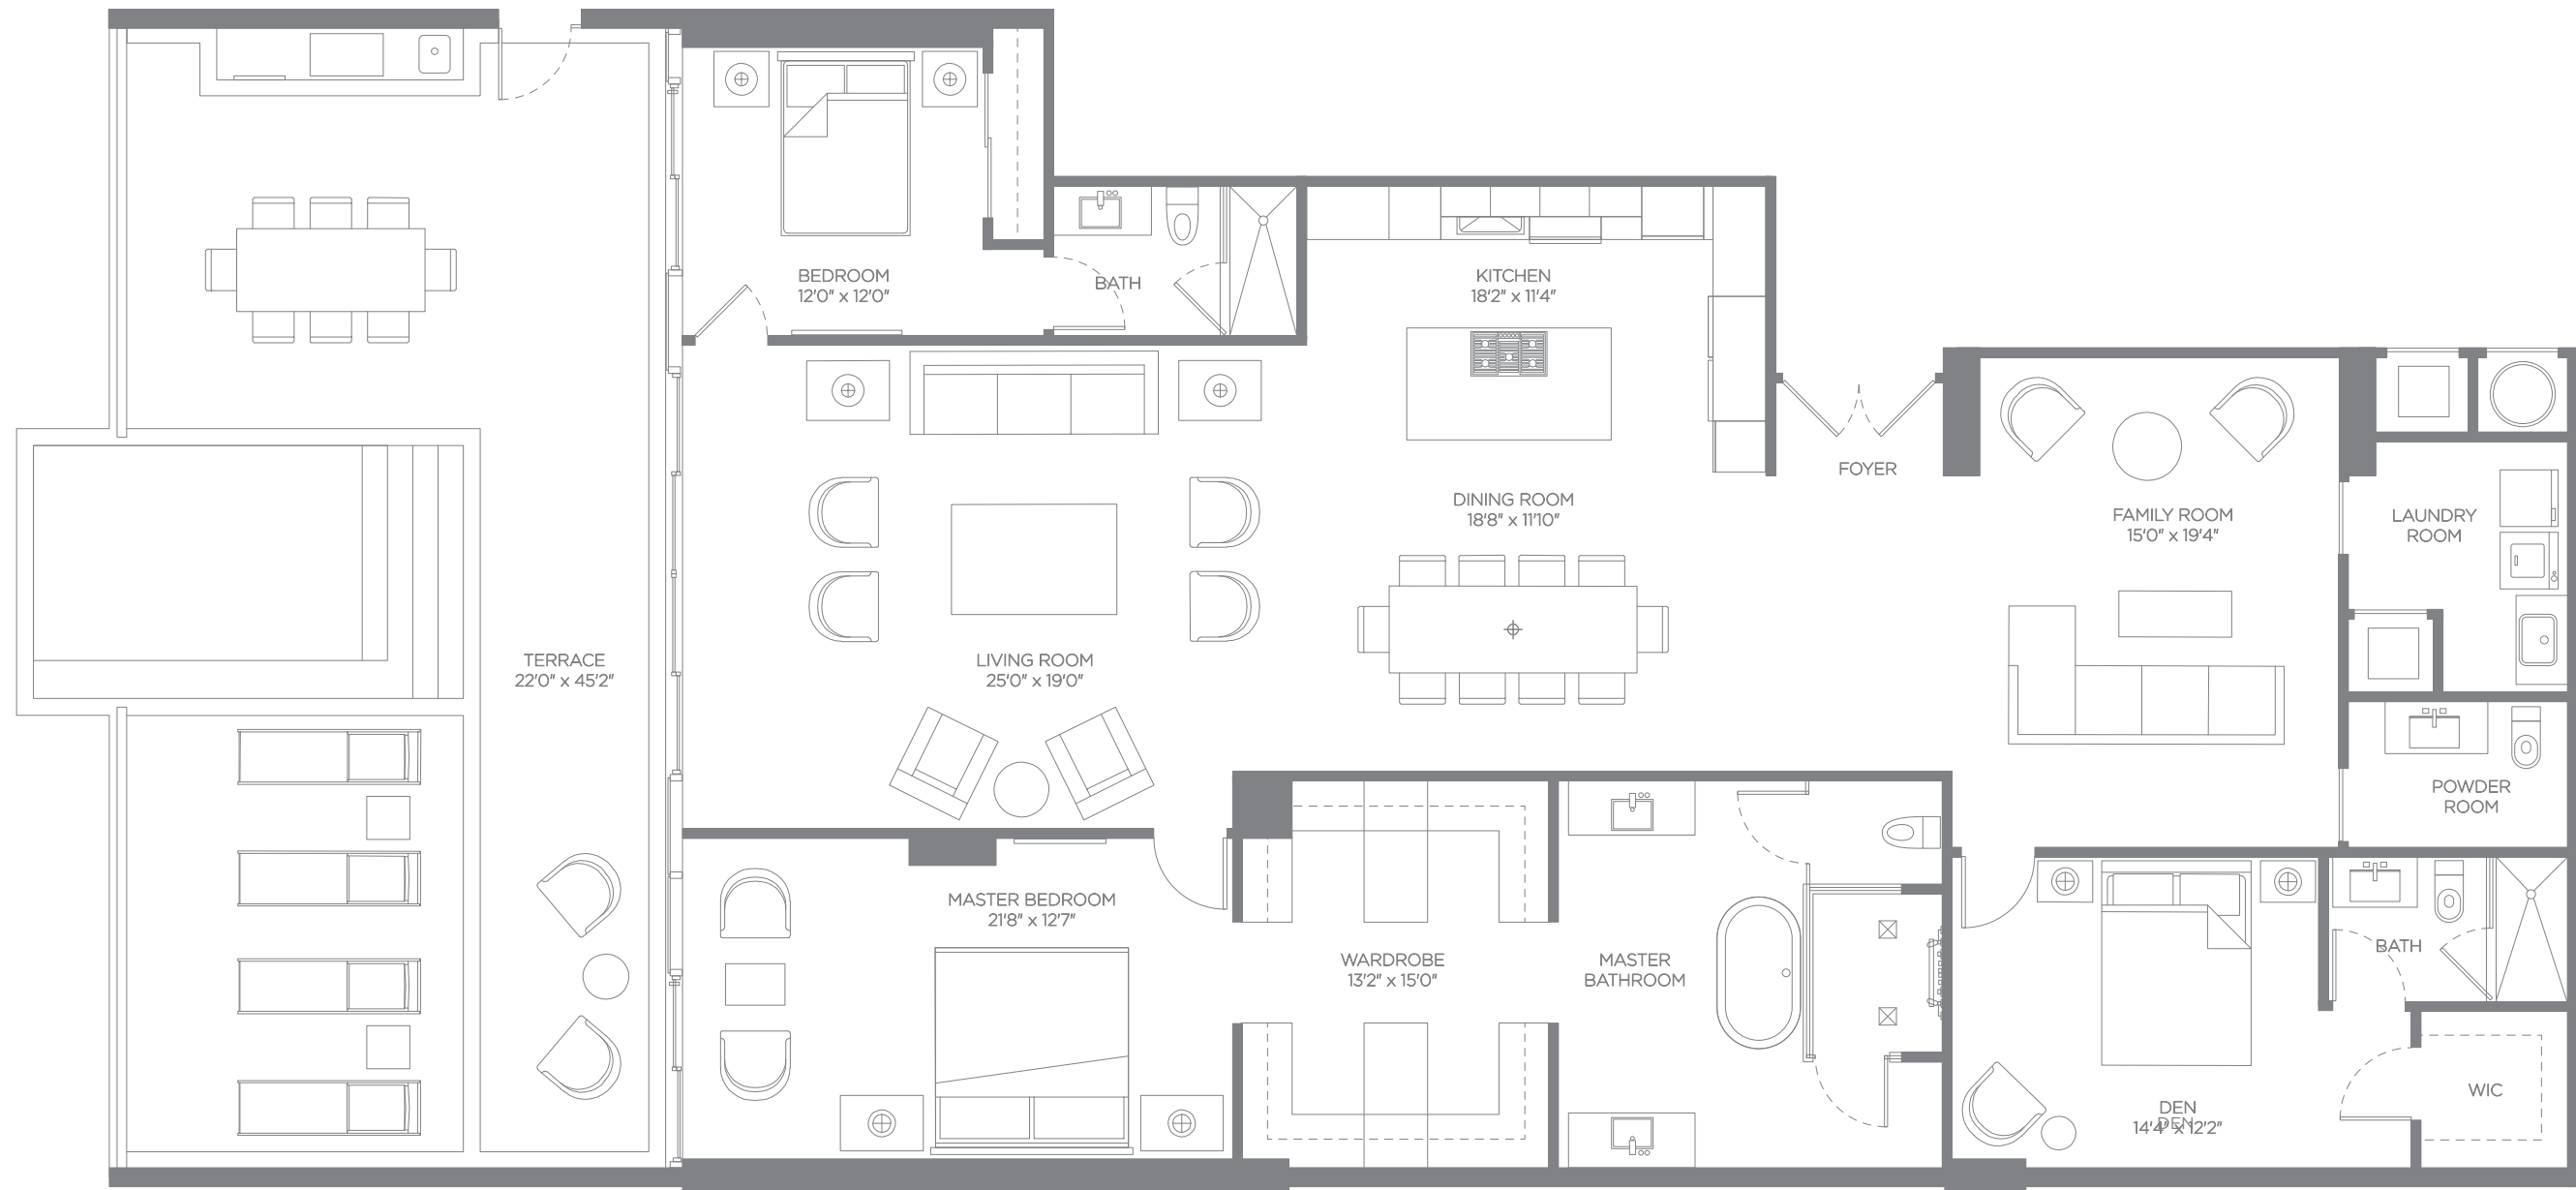 BEDROOM
12'0" x 12'0"
BATH
KITCHEN
18'2" x 11'4"
FOYER
DINING ROOM
18'8" x 11'10"
FAMILY ROOM
15'0" x 19'4"
LAUNDRY
ROOM
TERRACE
22'0" x 45'2"
LIVING ROOM
25'0" x 19'0"
POWDER
ROOM
MASTER BEDROOM
21'8" x 12'7"
WARDROBE
13'2" x 15'0"
MASTER
BATHROOM
BATH
WIC
DEN
DEN
14'4" x 12'2"